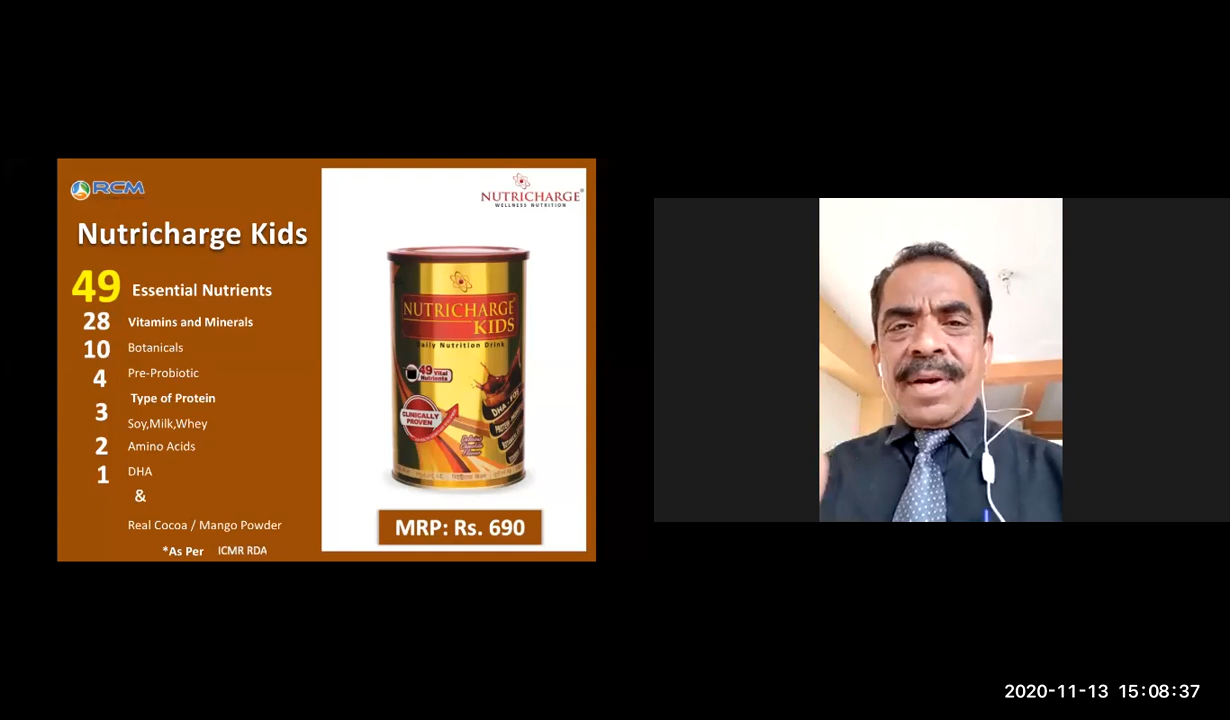 RCM
Nutricharge Kids
49 Essential Nutrients
28 Vitamins and Minerals
10 Botanicals
4 Pre-Probiotic
Type of Protein
3 Soy,Milk,Whey
2 Amino Acids
1 DHA
&
Real Cocoa / Mango Powder
*As Per ICMR RDA
NUTRICHARGE®
WELLNESS NUTRITION
NUTRICHARGE
KIDS
Daily Nutrition Drink
49 Vital
Nutrients
CLINICALLY
PROVEN
DHA
MRP: Rs. 690
2020-11-13 15:08:37